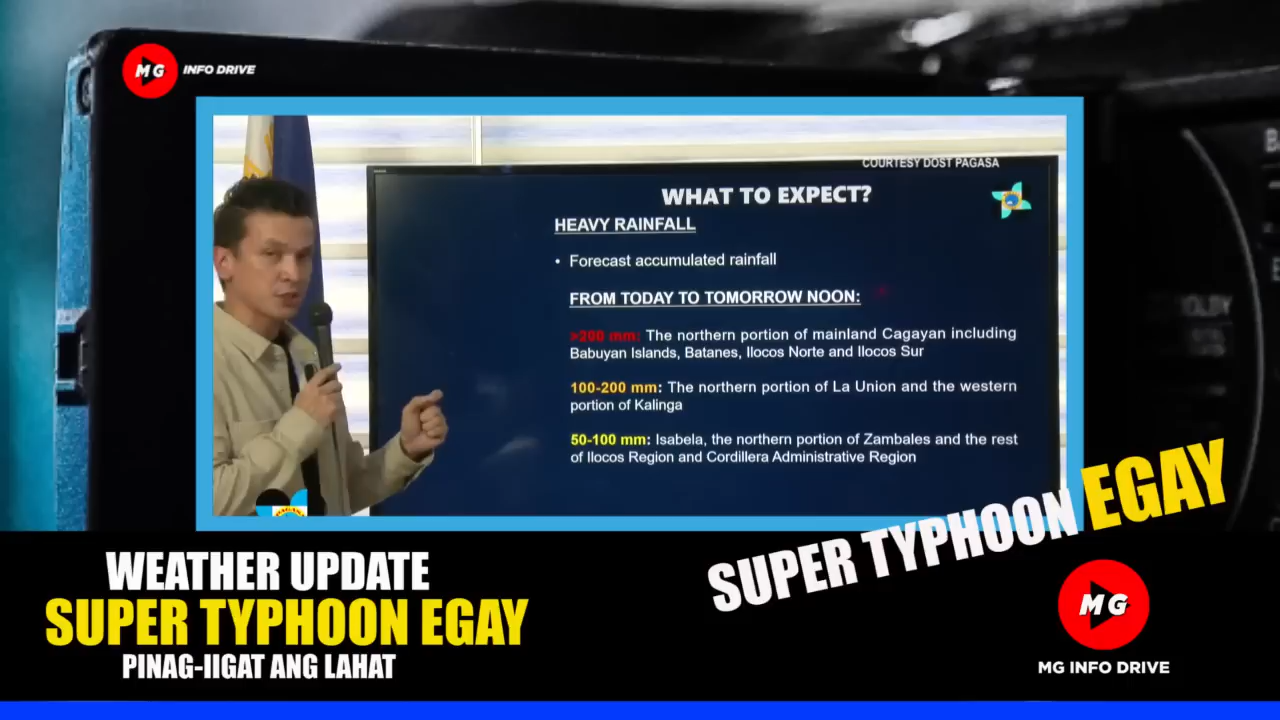 MG INFO DRIVE
COURTESY DOST PAGASA
WHAT TO EXPECT?
HEAVY RAINFALL
• Forecast accumulated rainfall
FROM TODAY TO TOMORROW NOON:
>200 mm: The northern portion of mainland Cagayan including
Babuyan Islands, Batanes, Ilocos Norte and Ilocos Sur
100-200 mm: The northern portion of La Union and the western
portion of Kalinga
50-100 mm: Isabela, the northern portion of Zambales and the rest
of Ilocos Region and Cordillera Administrative Region
SUPER TYPHOON EGAY
WEATHER UPDATE
SUPER TYPHOON EGAY
PINAG-IIGAT ANG LAHAT
MG
MG INFO DRIVE